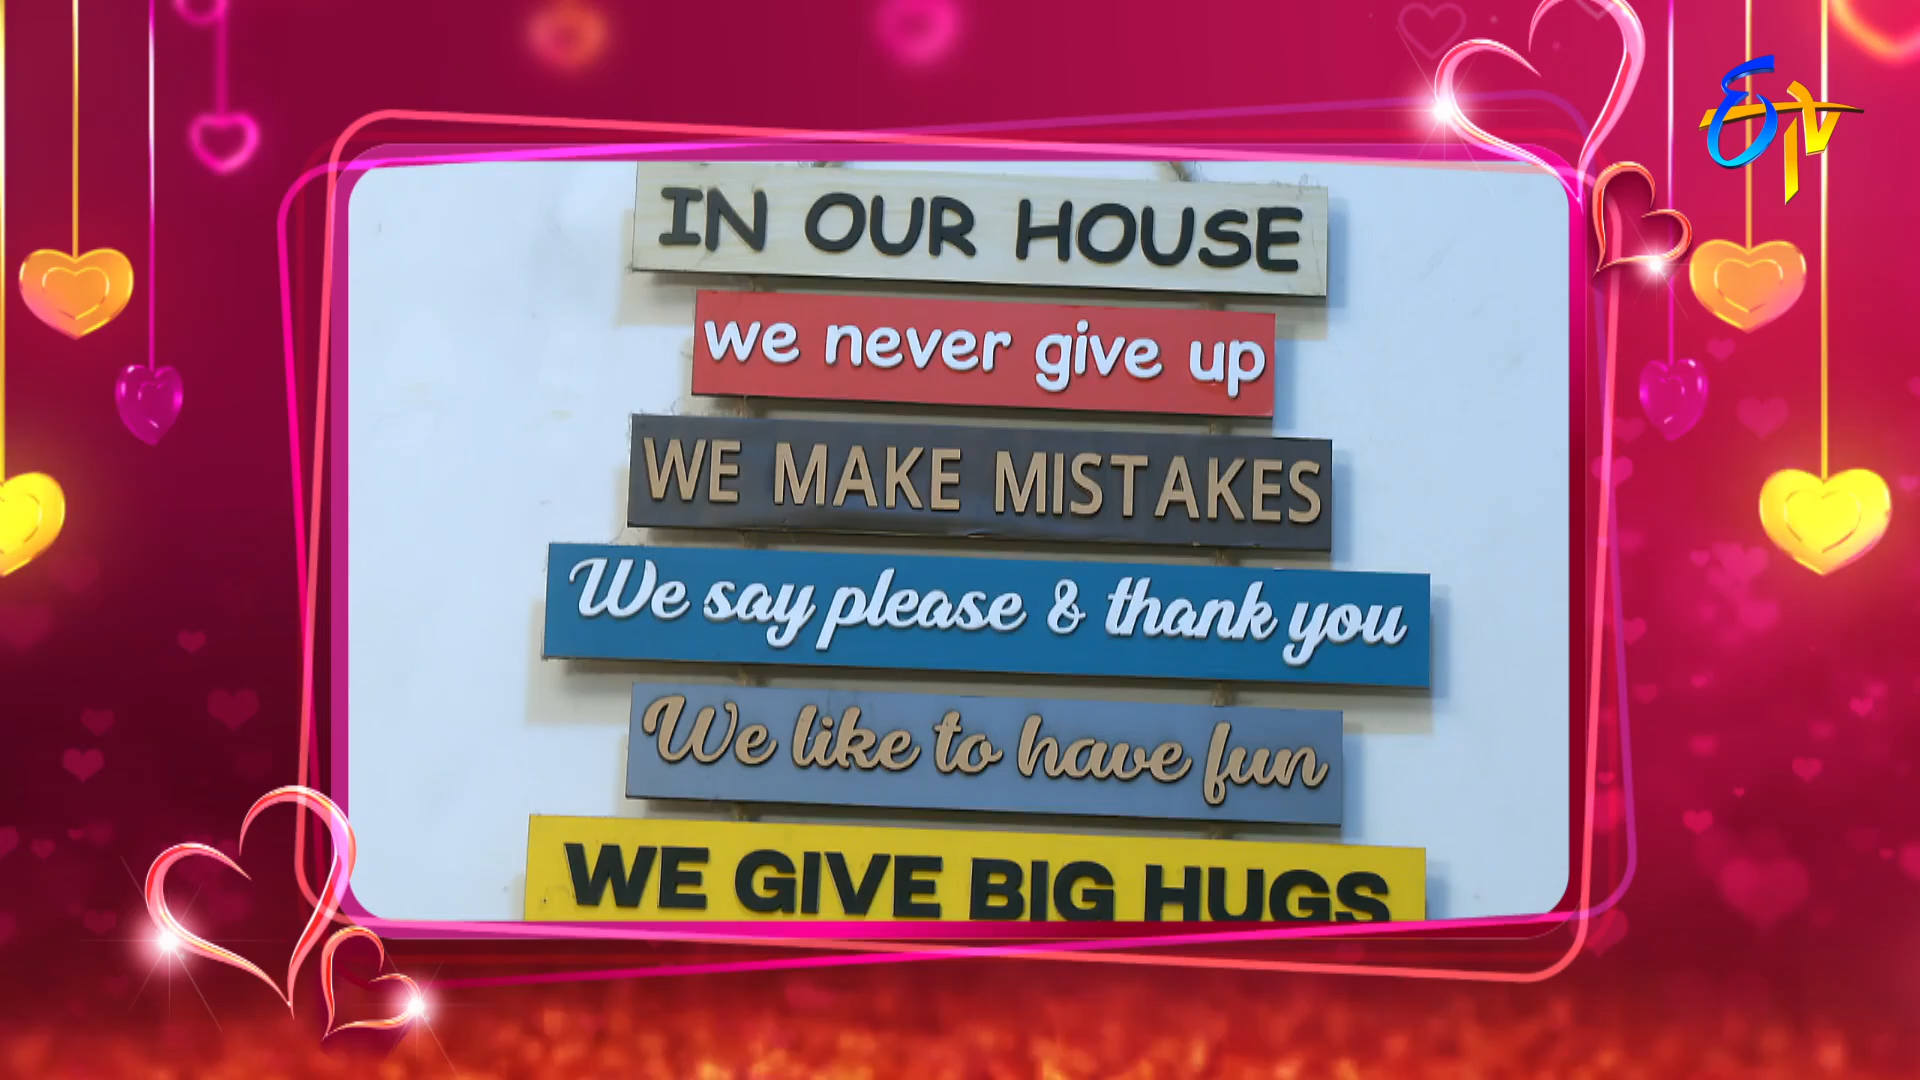 ETV
IN OUR HOUSE
we never give up
WE MAKE MISTAKES
We say please & thank you
We like to have fun
WE GIVE BIG HUGS